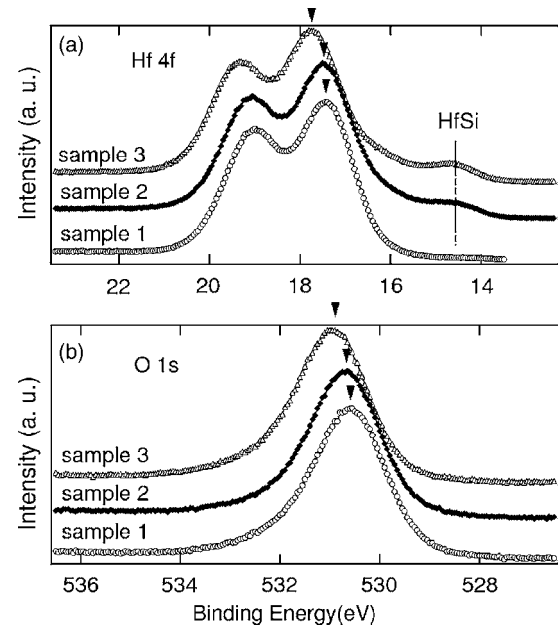 (a)
Hf 4f
HfSi
Intensity (a. u.)
sample 3
sample 2
sample 1
22 20 18 16 14
(b)
O 1s
Intensity (a. u.)
sample 3
sample 2
sample 1
536 534 532 530 528
Binding Energy(eV)